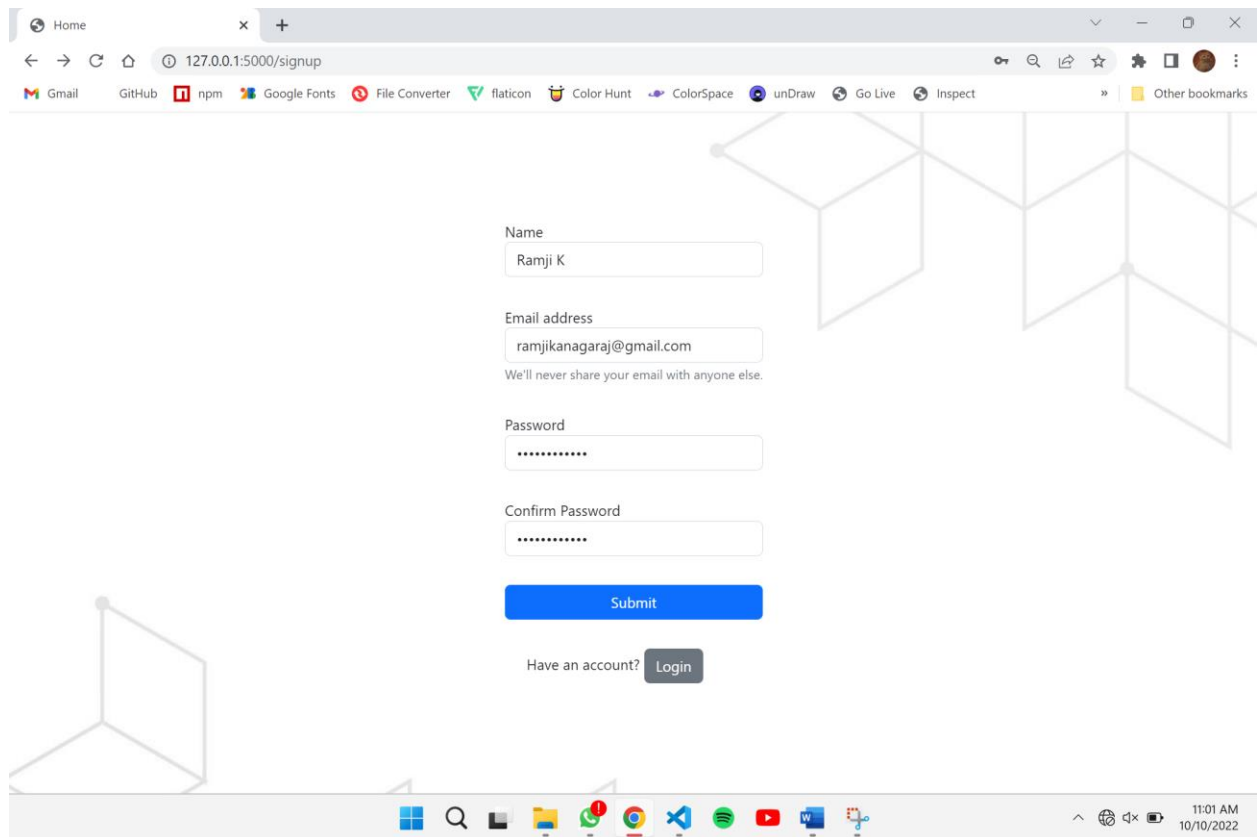 Home
127.0.0.1:5000/signup
Gmail GitHub npm Google Fonts File Converter flaticon Color Hunt ColorSpace unDraw Go Live Inspect » Other bookmarks
Name
Ramji K
Email address
ramjikanagaraj@gmail.com
We'll never share your email with anyone else.
Password
••••••••••••
Confirm Password
••••••••••••
Submit
Have an account? Login
11:01 AM
10/10/2022